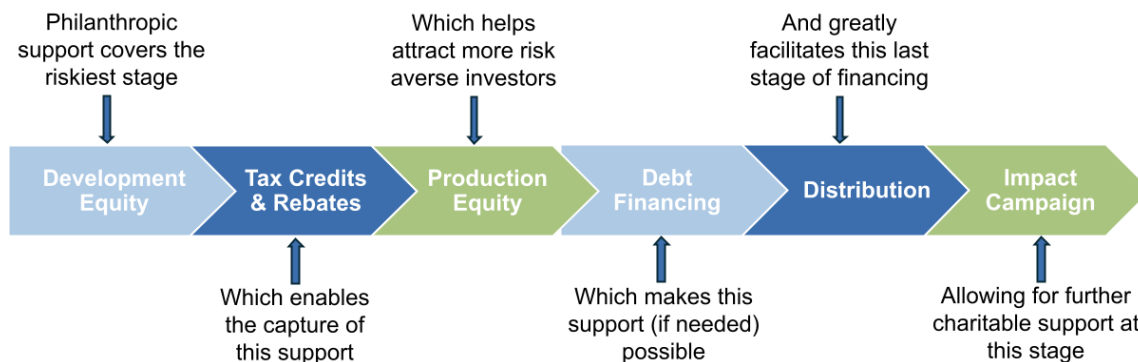 Philanthropic
support covers the
riskiest stage
Which helps
attract more risk
averse investors
And greatly
facilitates this last
stage of financing
Development
Equity
Tax Credits
& Rebates
Production
Equity
Debt
Financing
Distribution
Impact
Campaign
Which enables
the capture of
this support
Which makes this
support (if needed)
possible
Allowing for further
charitable support at
this stage